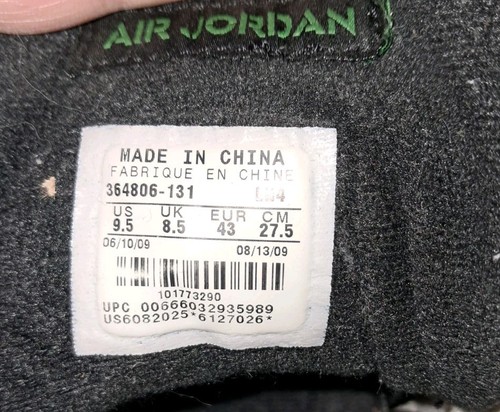 AIR JORDAN
MADE IN CHINA
FABRIQUE EN CHINE
364806-131
US UK EUR CM
9.5 8.5 43 27.5
06/10/09 08/13/09
101773290
UPC 00666032935989
US6082025*6127026*